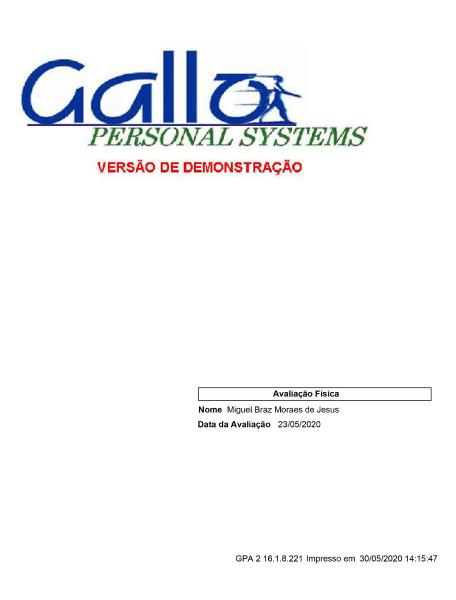 Gallo
PERSONAL SYSTEMS
VERSÃO DE DEMONSTRAÇÃO
Avaliação Física
Nome Miguel Braz Moraes de Jesus
Data da Avaliação 23/05/2020
GPA 2 16.1.8.221 Impresso em 30/05/2020 14:15:47